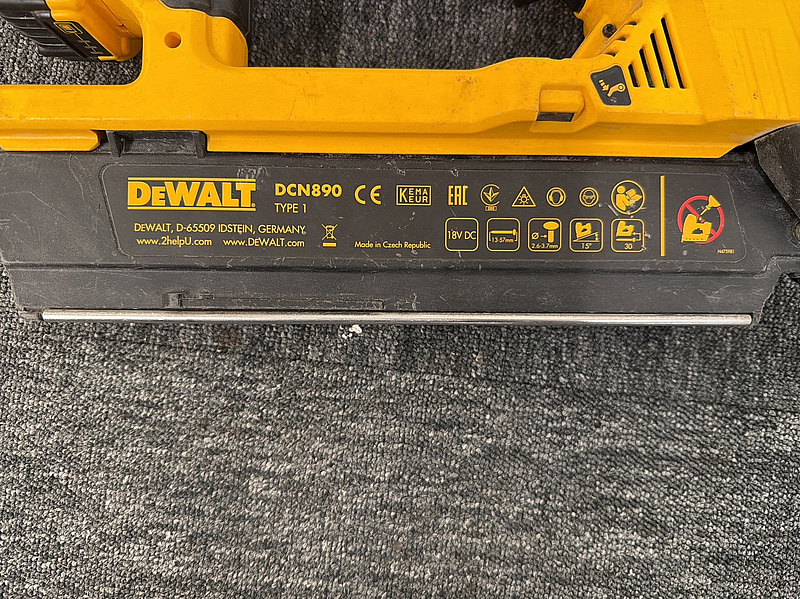 DEWALT
DCN890
TYPE 1
CE
KEMA
KEUR
EAC
DEWALT, D-65509 IDSTEIN, GERMANY,
www.2helpU.com www.DEWALT.com
Made in Czech Republic
18V DC
13-57mm
Ø
2.6-3.7mm
15°
30
N475981